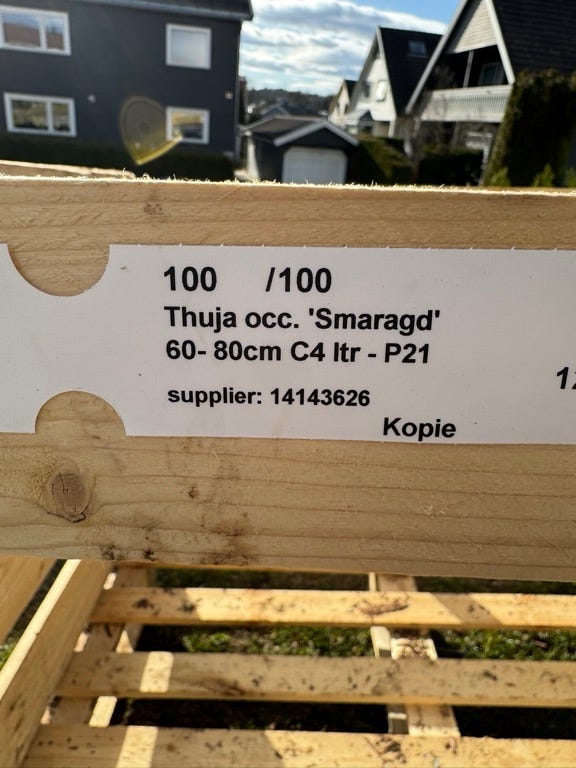 100 /100
Thuja occ. 'Smaragd'
60- 80cm C4 ltr - P21
supplier: 14143626
Kopie